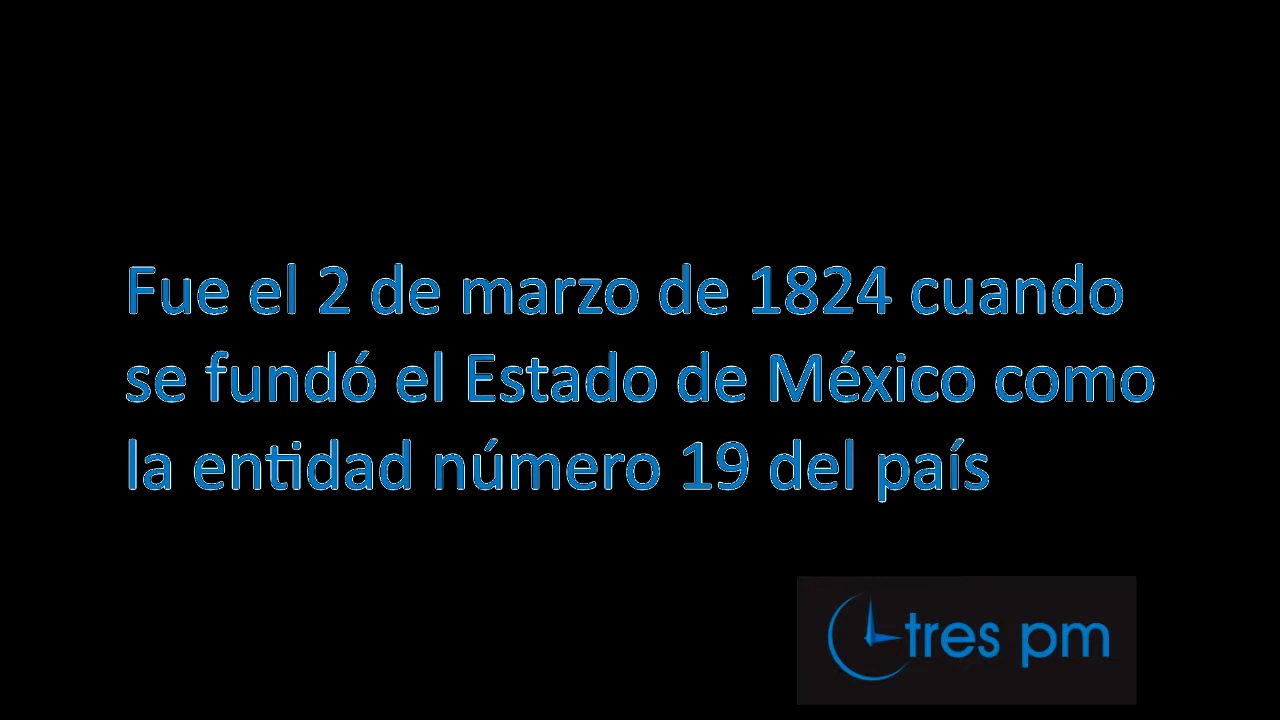 Fue el 2 de marzo de 1824 cuando
se fundó el Estado de México como
la entidad número 19 del país
tres pm